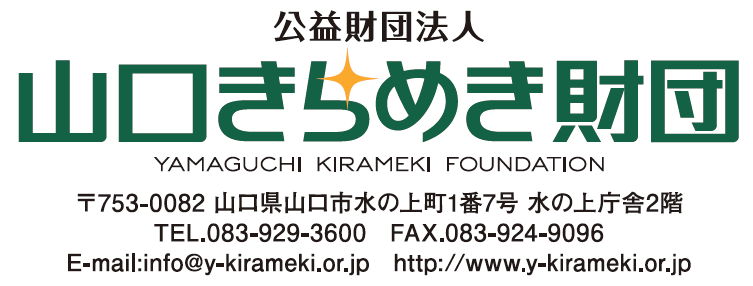 公益財団法人
山口きらめき財団
YAMAGUCHI KIRAMEKI FOUNDATION
〒753-0082 山口県山口市水の上町1番7号 水の上庁舎2階
TEL.083-929-3600 FAX.083-924-9096
E-mail:info@y-kirameki.or.jp http://www.y-kirameki.or.jp